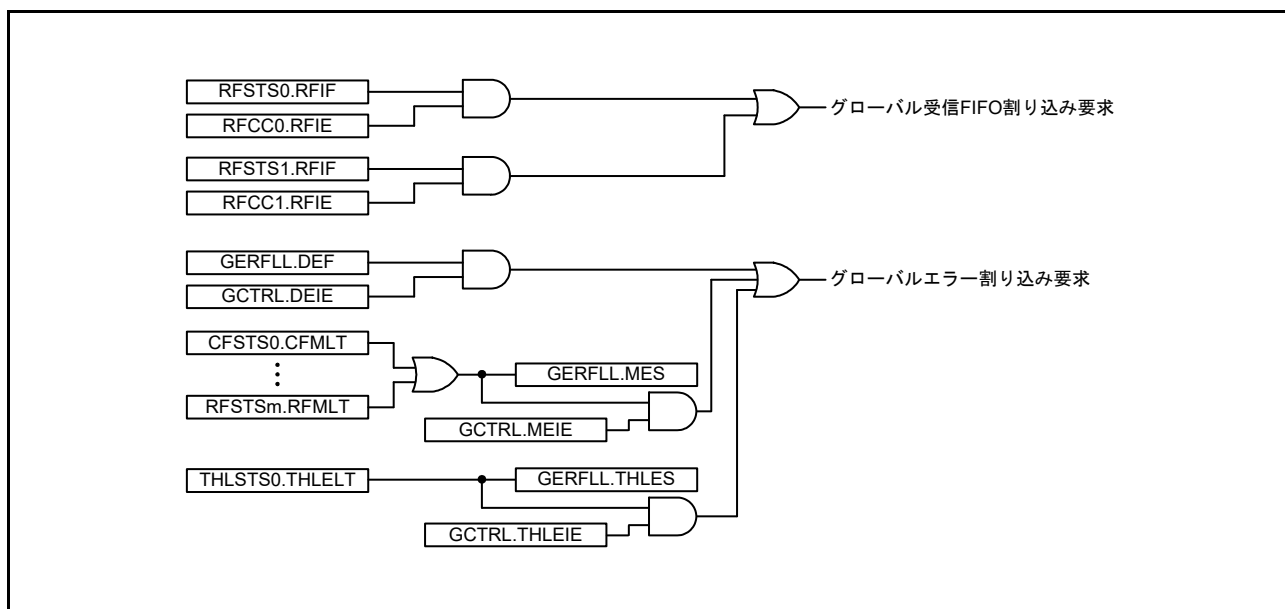 RFSTS0.RFIF
RFCC0.RFIE
グローバル受信FIFO割り込み要求
RFSTS1.RFIF
RFCC1.RFIE
GERFLL.DEF
GCTRL.DEIE
グローバルエラー割り込み要求
CFSTS0.CFMLT
RFSTSm.RFMLT
GERFLL.MES
GCTRL.MEIE
THLSTS0.THLELT
GERFLL.THLES
GCTRL.THLEIE